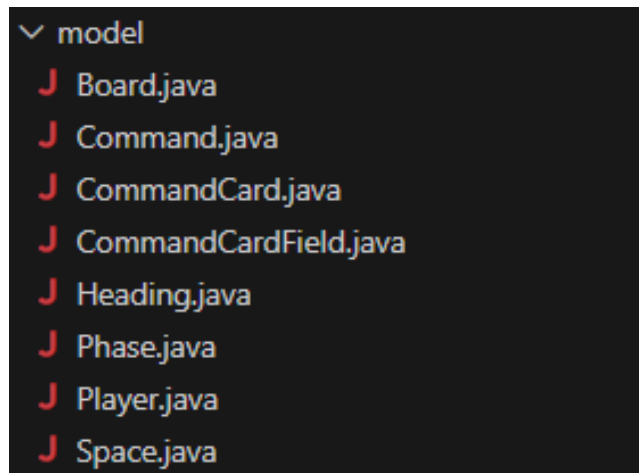 model
J Board.java
J Command.java
J CommandCard.java
J CommandCardField.java
J Heading.java
J Phase.java
J Player.java
J Space.java